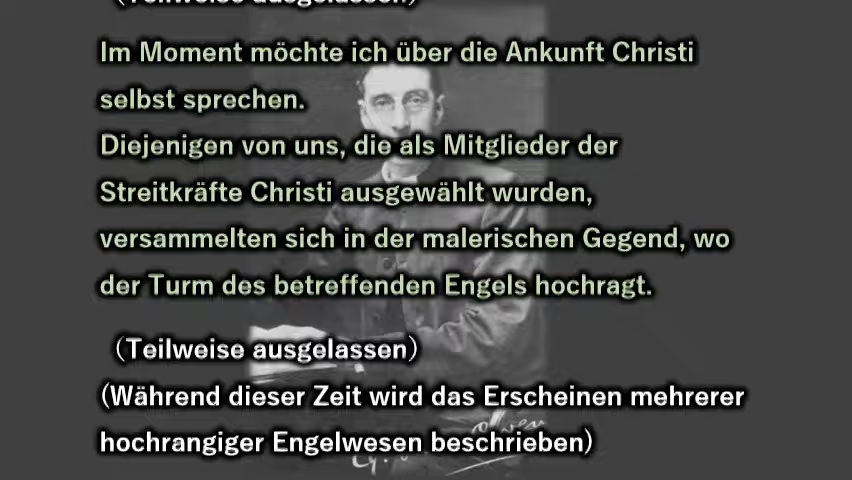 (Teilweise ausgelassen)
Im Moment möchte ich über die Ankunft Christi
selbst sprechen.
Diejenigen von uns, die als Mitglieder der
Streitkräfte Christi ausgewählt wurden,
versammelten sich in der malerischen Gegend, wo
der Turm des betreffenden Engels hochragt.
(Teilweise ausgelassen)
(Während dieser Zeit wird das Erscheinen mehrerer
hochrangiger Engelwesen beschrieben)